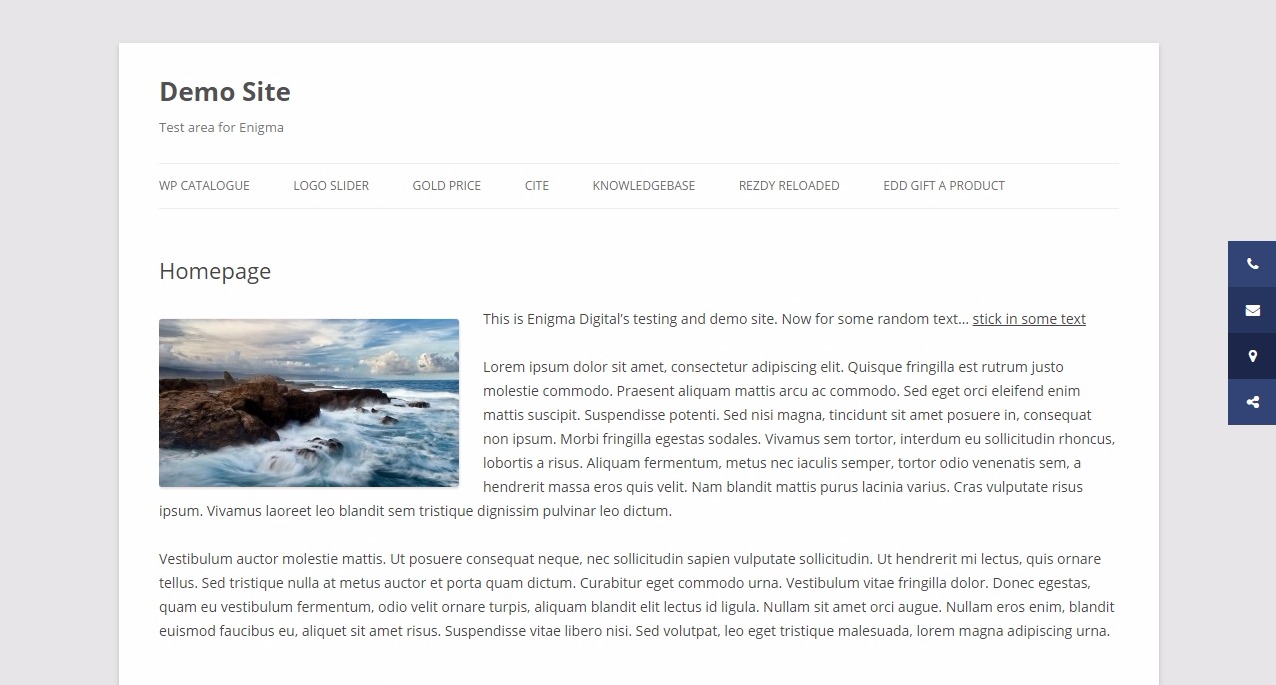 Demo Site
Test area for Enigma
WP CATALOGUE LOGO SLIDER GOLD PRICE CITE KNOWLEDGEBASE REZDY RELOADED EDD GIFT A PRODUCT
Homepage
This is Enigma Digital’s testing and demo site. Now for some random text… stick in some text
Lorem ipsum dolor sit amet, consectetur adipiscing elit. Quisque fringilla est rutrum justo
molestie commodo. Praesent aliquam mattis arcu ac commodo. Sed eget orci eleifend enim
mattis suscipit. Suspendisse potenti. Sed nisi magna, tincidunt sit amet posuere in, consequat
non ipsum. Morbi fringilla egestas sodales. Vivamus sem tortor, interdum eu sollicitudin rhoncus,
lobortis a risus. Aliquam fermentum, metus nec iaculis semper, tortor odio venenatis sem, a
hendrerit massa eros quis velit. Nam blandit mattis purus lacinia varius. Cras vulputate risus
ipsum. Vivamus laoreet leo blandit sem tristique dignissim pulvinar leo dictum.
Vestibulum auctor molestie mattis. Ut posuere consequat neque, nec sollicitudin sapien vulputate sollicitudin. Ut hendrerit mi lectus, quis ornare
tellus. Sed tristique nulla at metus auctor et porta quam dictum. Curabitur eget commodo urna. Vestibulum vitae fringilla dolor. Donec egestas,
quam eu vestibulum fermentum, odio velit ornare turpis, aliquam blandit elit lectus id ligula. Nullam sit amet orci augue. Nullam eros enim, blandit
euismod faucibus eu, aliquet sit amet risus. Suspendisse vitae libero nisi. Sed volutpat, leo eget tristique malesuada, lorem magna adipiscing urna.